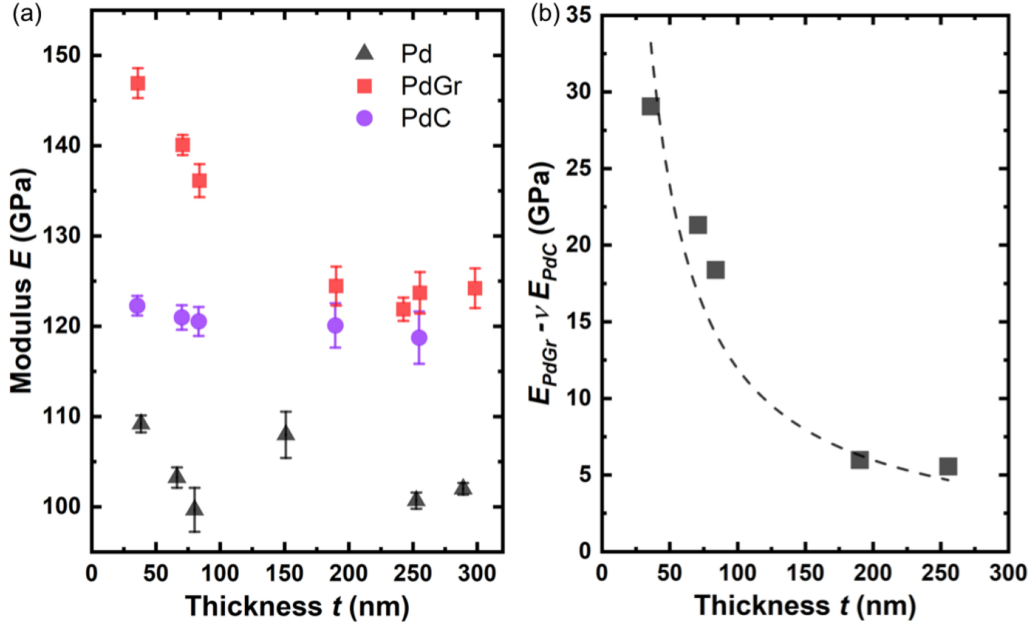 (a)
Modulus E (GPa)
150
140
130
120
110
100
Pd
PdGr
PdC
0 50 100 150 200 250 300
Thickness t (nm)
(b)
E_PdGr - ν E_PdC (GPa)
35
30
25
20
15
10
5
0
0 50 100 150 200 250 300
Thickness t (nm)